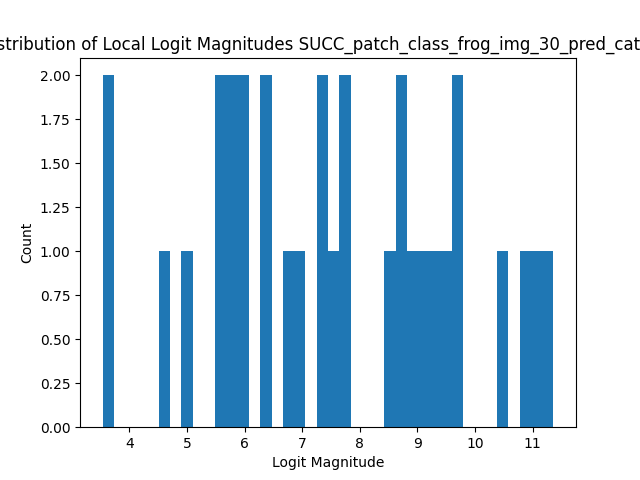 stribution of Local Logit Magnitudes SUCC_patch_class_frog_img_30_pred_cat
2.00
1.75
1.50
1.25
1.00
0.75
0.50
0.25
0.00
Count
4 5 6 7 8 9 10 11
Logit Magnitude